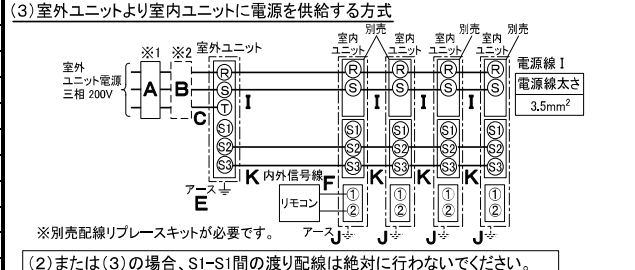 (3)室外ユニットより室内ユニットに電源を供給する方式
別売 別売
※1 ※2 室外ユニット 室内ユニット 室内ユニット 室内ユニット 室内ユニット
室外
ユニット電源
三相 200V
A B C
R R R R R
S S S S S
T
I I I I
電源線 I
電源線太さ
3.5mm²
S1 S1 S1 S1 S1
S2 S2 S2 S2 S2
S3 S3 S3 S3 S3
K 内外信号線 F K K K
アース
E
リモコン
① ① ① ①
② ② ② ②
※別売配線リプレースキットが必要です。
アース J J J J
(2)または(3)の場合、S1-S1間の渡り配線は絶対に行わないでください。